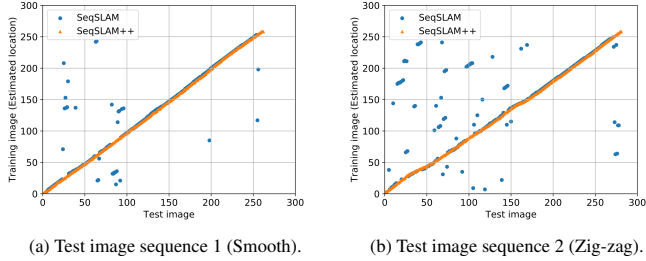 300
250
200
150
100
50
0
Training image (Estimated location)
SeqSLAM
SeqSLAM++
0 50 100 150 200 250 300
Test image
(a) Test image sequence 1 (Smooth).
300
250
200
150
100
50
0
Training image (Estimated location)
SeqSLAM
SeqSLAM++
0 50 100 150 200 250 300
Test image
(b) Test image sequence 2 (Zig-zag).